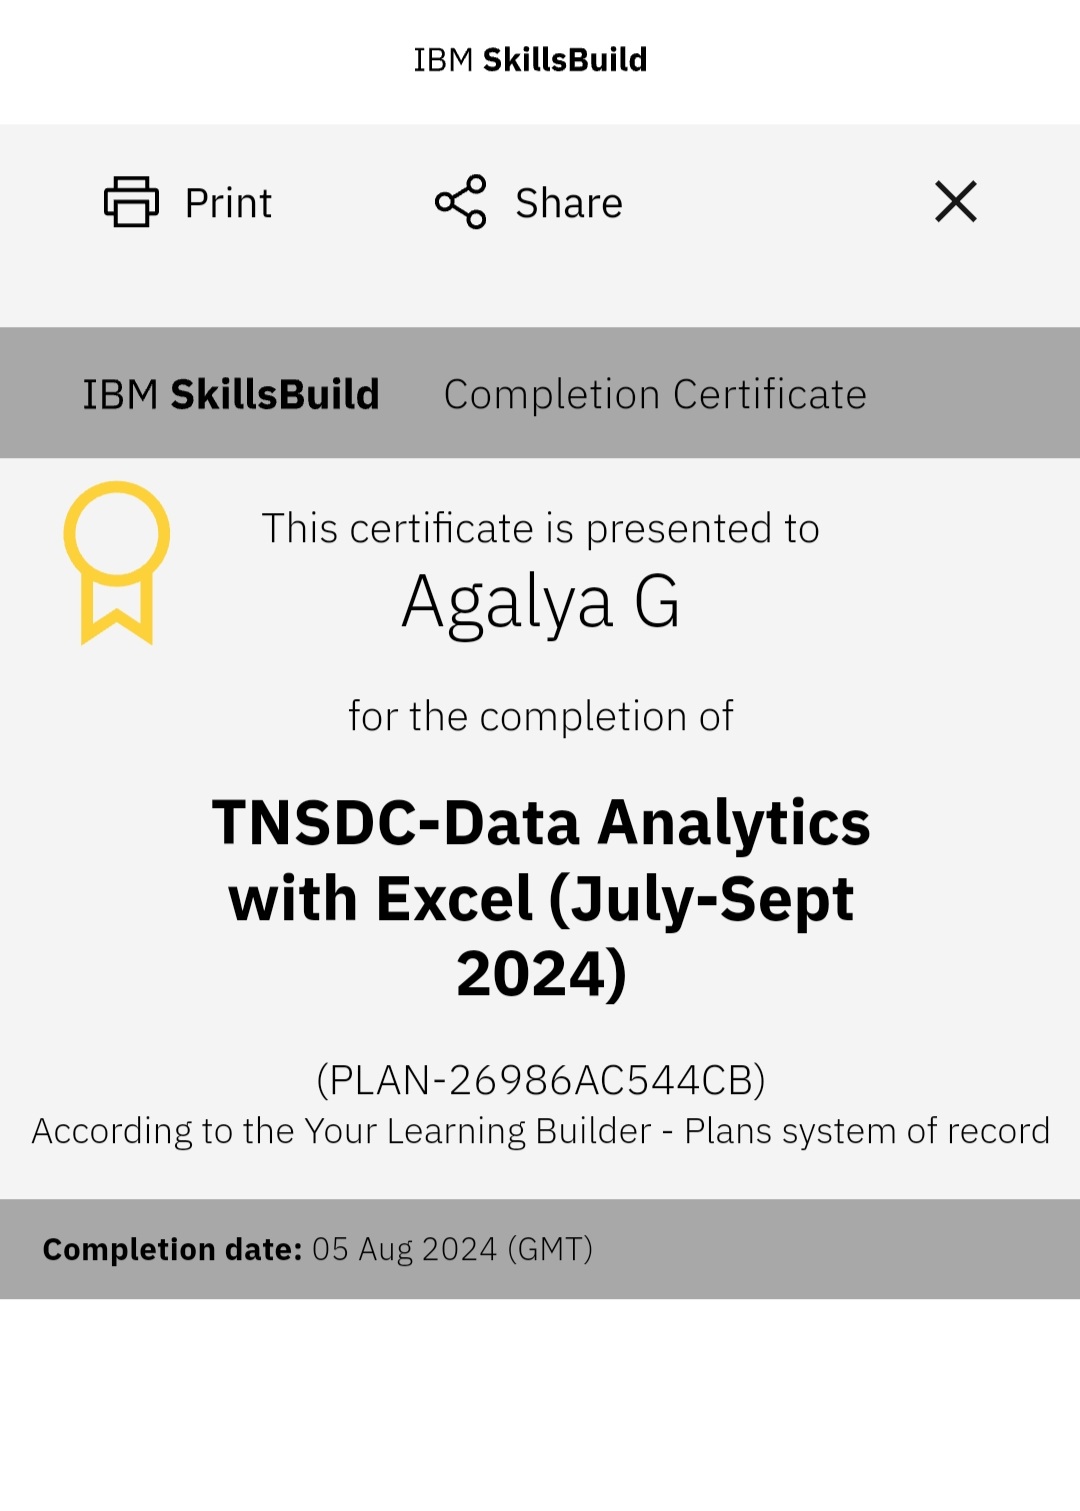 IBM SkillsBuild
Print
Share
IBM SkillsBuild Completion Certificate
This certificate is presented to
Agalya G
for the completion of
TNSDC-Data Analytics
with Excel (July-Sept
2024)
(PLAN-26986AC544CB)
According to the Your Learning Builder - Plans system of record
Completion date: 05 Aug 2024 (GMT)